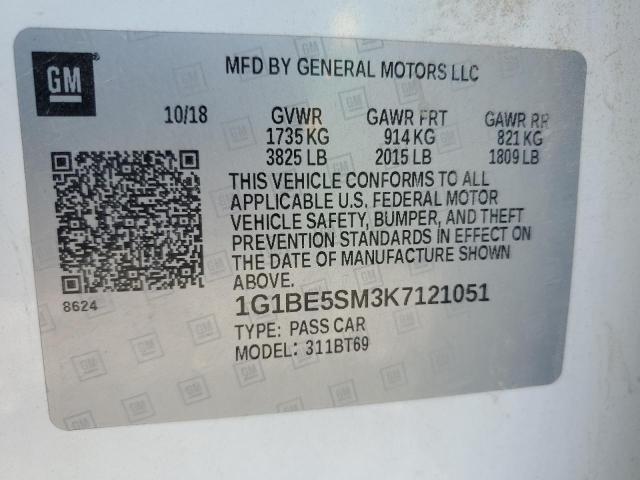 GM
MFD BY GENERAL MOTORS LLC
10/18 GVWR GAWR FRT GAWR RR
1735 KG 914 KG 821 KG
3825 LB 2015 LB 1809 LB
THIS VEHICLE CONFORMS TO ALL
APPLICABLE U.S. FEDERAL MOTOR
VEHICLE SAFETY, BUMPER, AND THEFT
PREVENTION STANDARDS IN EFFECT ON
THE DATE OF MANUFACTURE SHOWN
ABOVE.
8624
1G1BE5SM3K7121051
TYPE: PASS CAR
MODEL: 311BT69